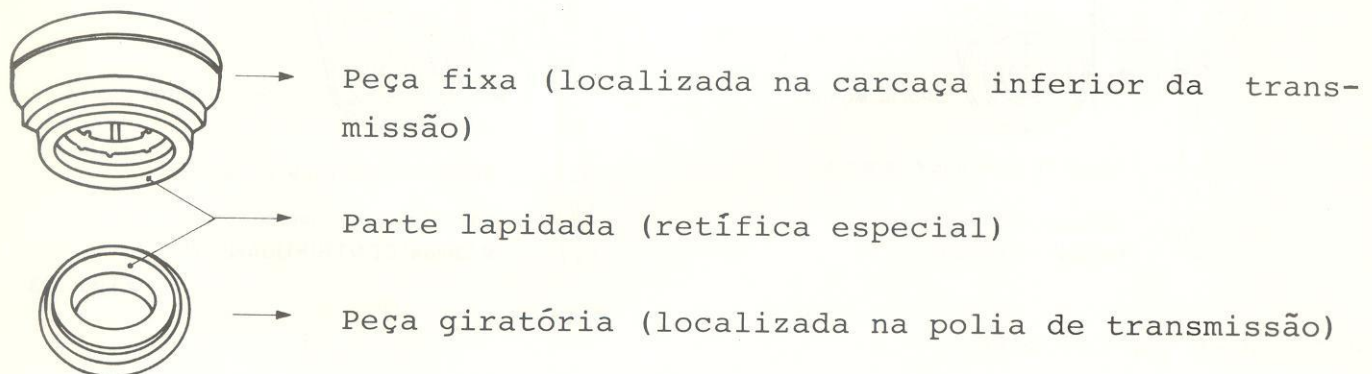 Peça fixa (localizada na carcaça inferior da trans-
missão)
Parte lapidada (retífica especial)
Peça giratória (localizada na polia de transmissão)